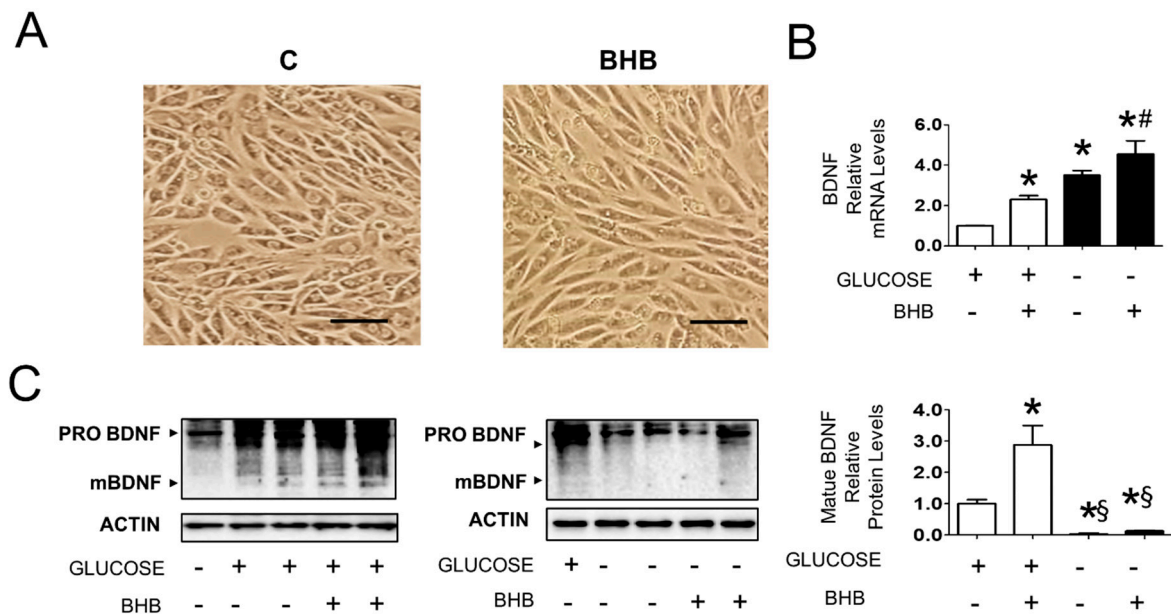 A
C
BHB
B
BDNF
Relative
mRNA Levels
6.0
4.0
2.0
0.0
*
*
*#
GLUCOSE + + - -
BHB - + - +
C
PRO BDNF
mBDNF
ACTIN
GLUCOSE - + + + +
BHB - - - + +
PRO BDNF
mBDNF
ACTIN
GLUCOSE + - - - -
BHB - - - + +
Matue BDNF
Relative
Protein Levels
4.0
3.0
2.0
1.0
0.0
*
*§
*§
GLUCOSE + + - -
BHB - + - +